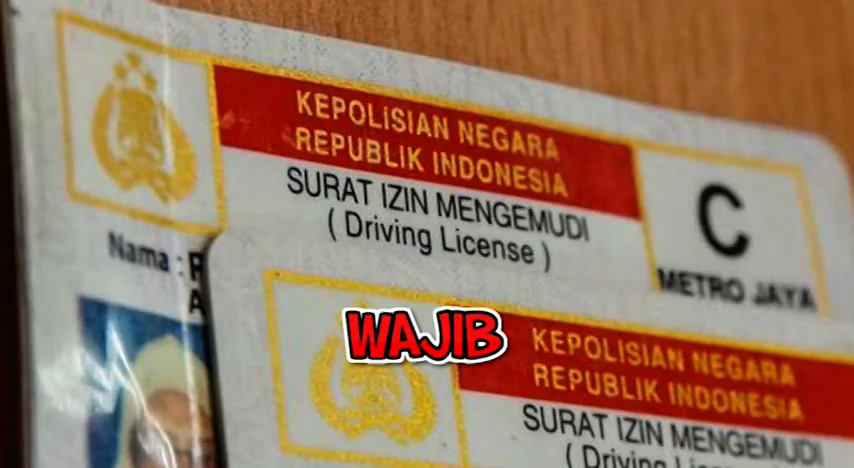 KEPOLISIAN NEGARA
REPUBLIK INDONESIA
SURAT IZIN MENGEMUDI
( Driving License )
C
METRO JAYA
Nama :
WAJIB
KEPOLISIAN NEGARA
REPUBLIK INDONESIA
SURAT IZIN MENGEMUDI
( Driving